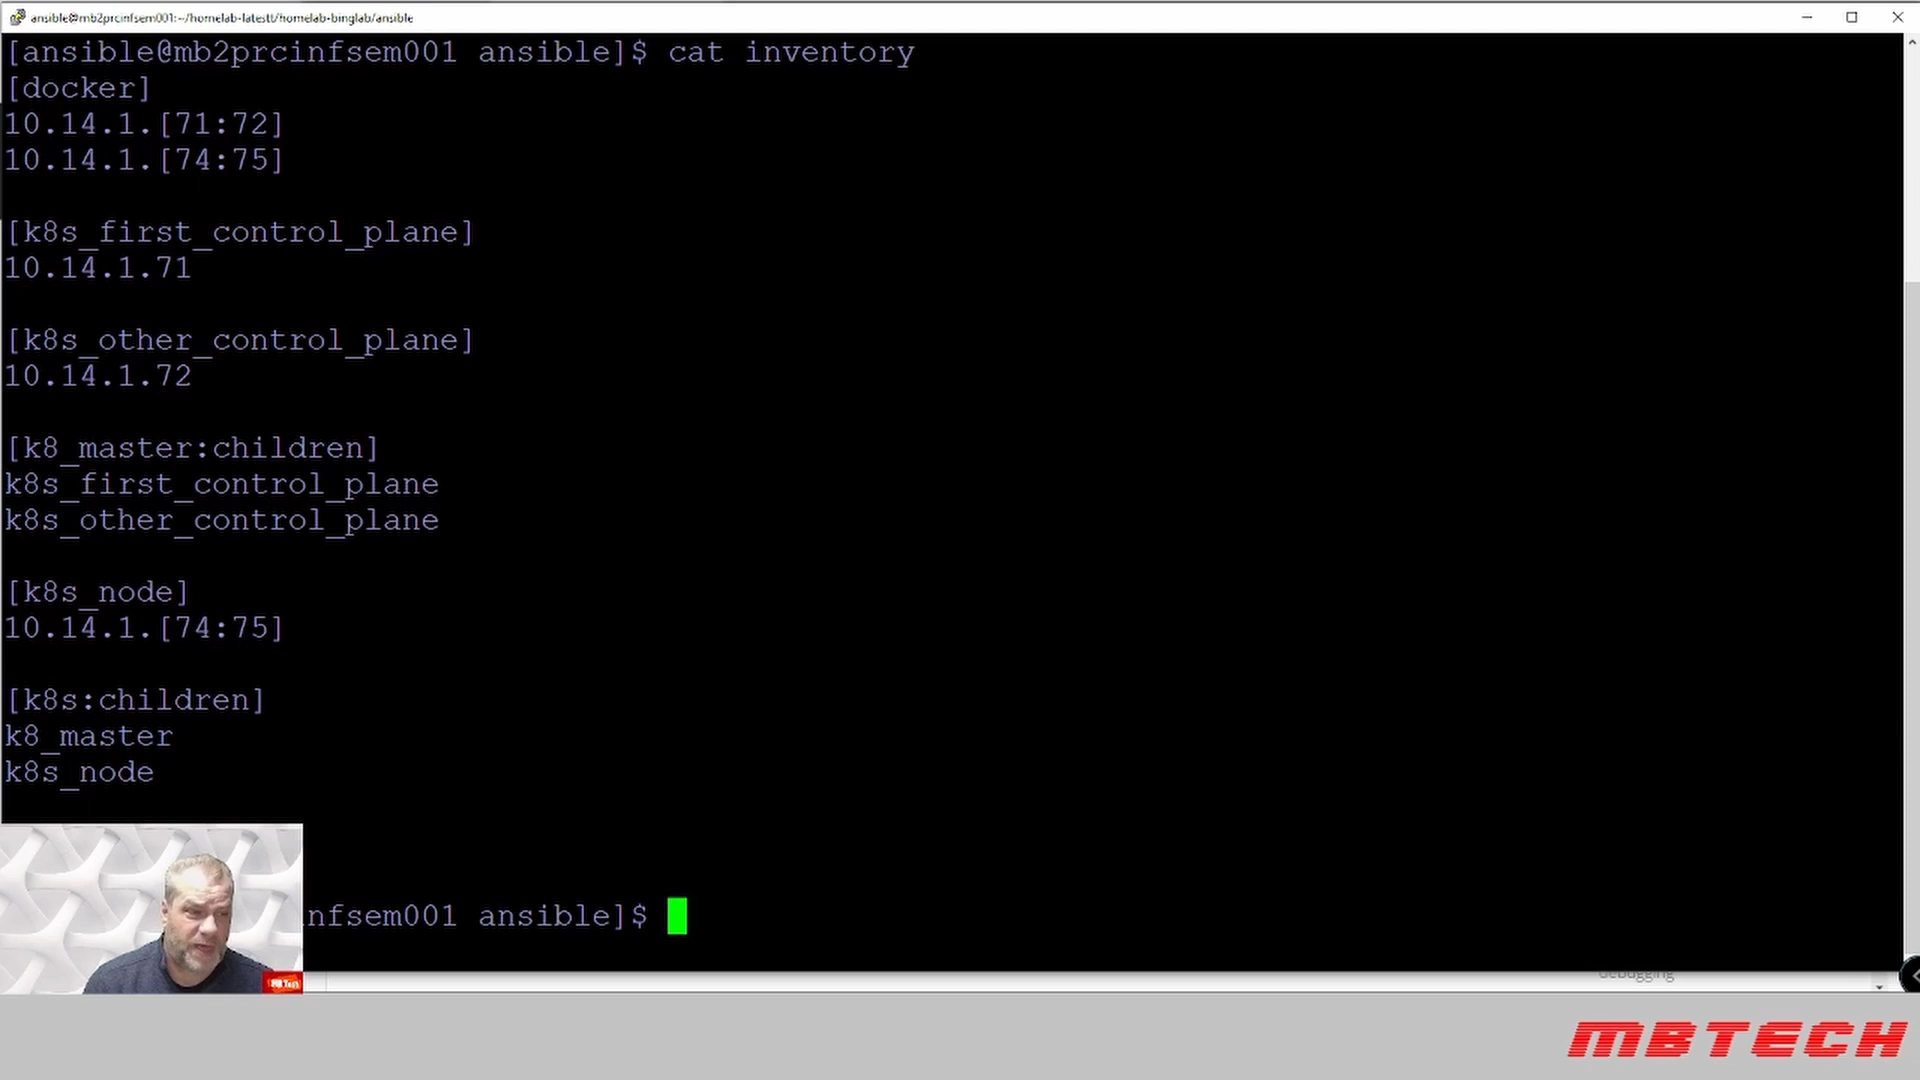 ansible@mb2prcinfsem001:~/homelab-latestt/homelab-binglab/ansible
[ansible@mb2prcinfsem001 ansible]$ cat inventory
[docker]
10.14.1.[71:72]
10.14.1.[74:75]
[k8s_first_control_plane]
10.14.1.71
[k8s_other_control_plane]
10.14.1.72
[k8_master:children]
k8s_first_control_plane
k8s_other_control_plane
[k8s_node]
10.14.1.[74:75]
[k8s:children]
k8_master
k8s_node
nfsem001 ansible]$
debugging
MBTECH